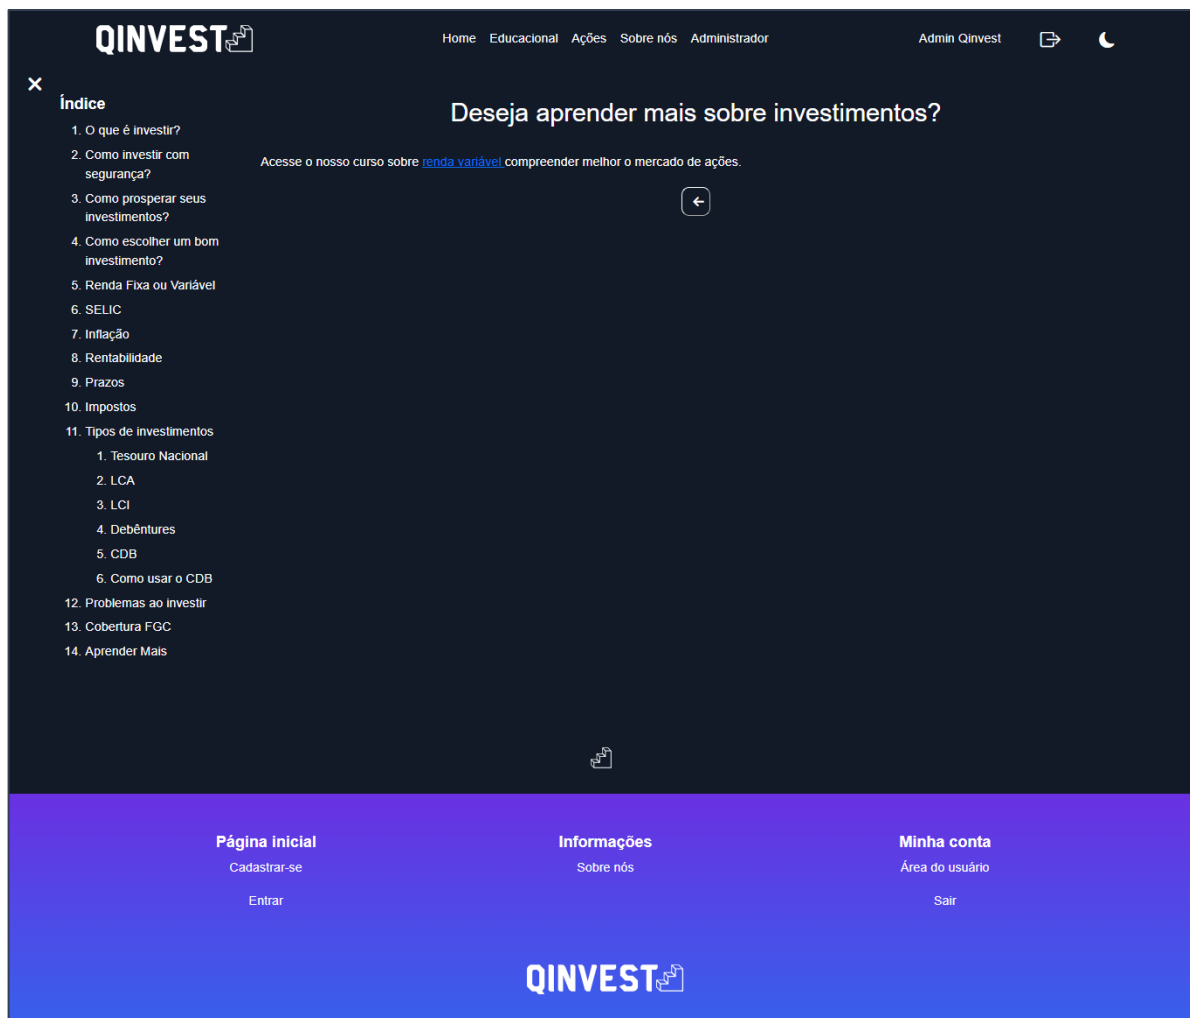 QINVEST
Home Educacional Ações Sobre nós Administrador
Admin Qinvest
Índice
1. O que é investir?
2. Como investir com
segurança?
3. Como prosperar seus
investimentos?
4. Como escolher um bom
investimento?
5. Renda Fixa ou Variável
6. SELIC
7. Inflação
8. Rentabilidade
9. Prazos
10. Impostos
11. Tipos de investimentos
1. Tesouro Nacional
2. LCA
3. LCI
4. Debêntures
5. CDB
6. Como usar o CDB
12. Problemas ao investir
13. Cobertura FGC
14. Aprender Mais
Deseja aprender mais sobre investimentos?
Acesse o nosso curso sobre renda variável compreender melhor o mercado de ações.
Página inicial
Cadastrar-se
Entrar
Informações
Sobre nós
Minha conta
Área do usuário
Sair
QINVEST